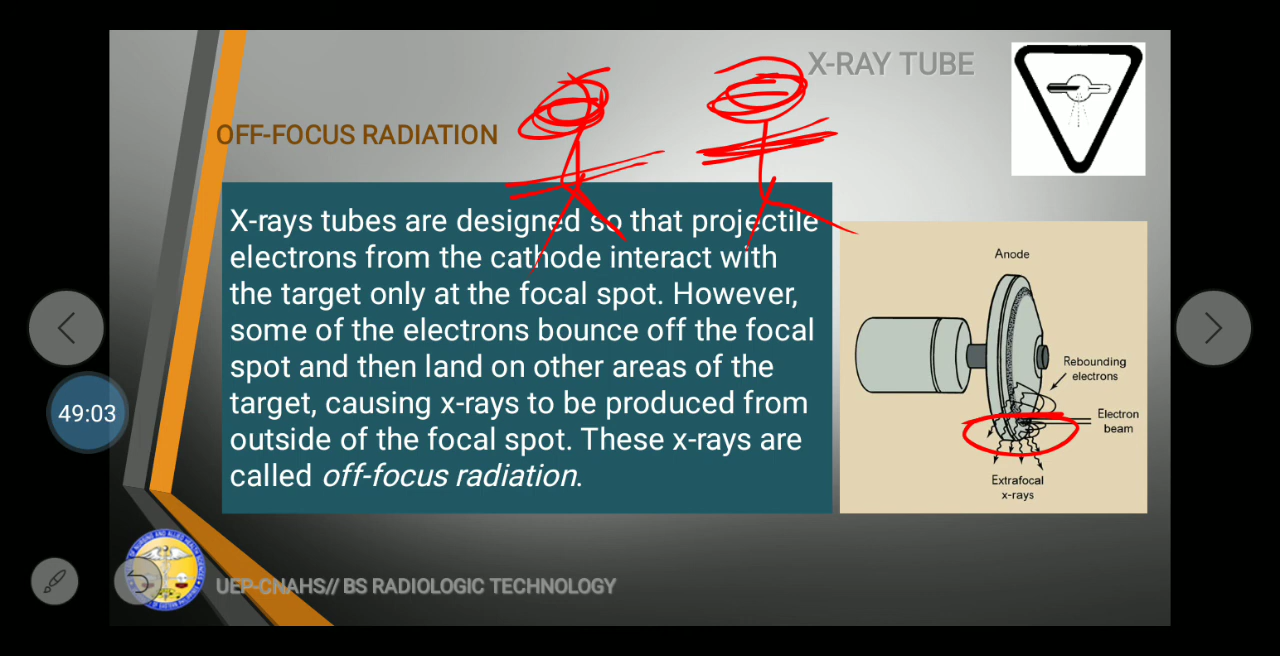 X-RAY TUBE
OFF-FOCUS RADIATION
X-rays tubes are designed so that projectile
electrons from the cathode interact with
the target only at the focal spot. However,
some of the electrons bounce off the focal
spot and then land on other areas of the
target, causing x-rays to be produced from
outside of the focal spot. These x-rays are
called off-focus radiation.
Anode
Rebounding
electrons
Electron
beam
Extrafocal
x-rays
49:03
UEP-CNAHS// BS RADIOLOGIC TECHNOLOGY